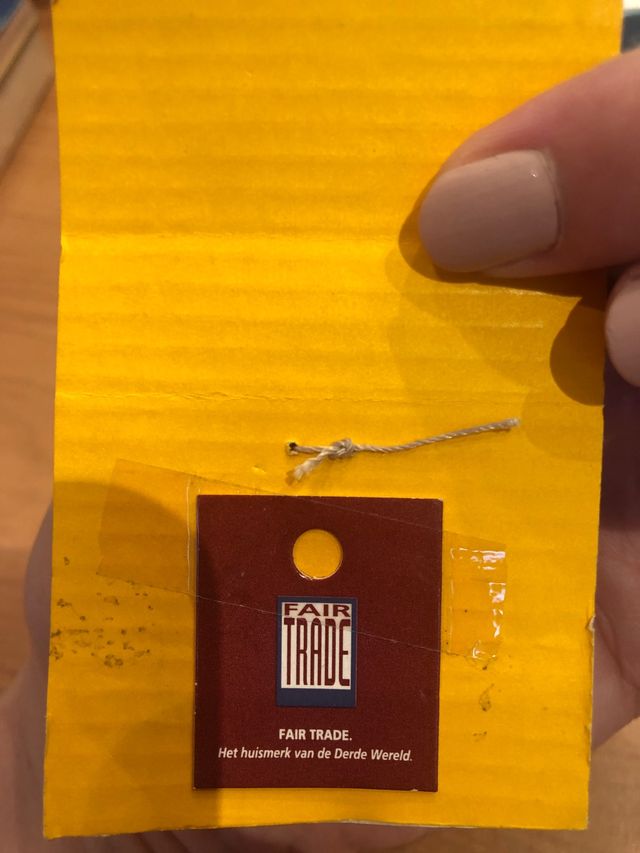 FAIR
TRADE
FAIR TRADE.
Het huismerk van de Derde Wereld.